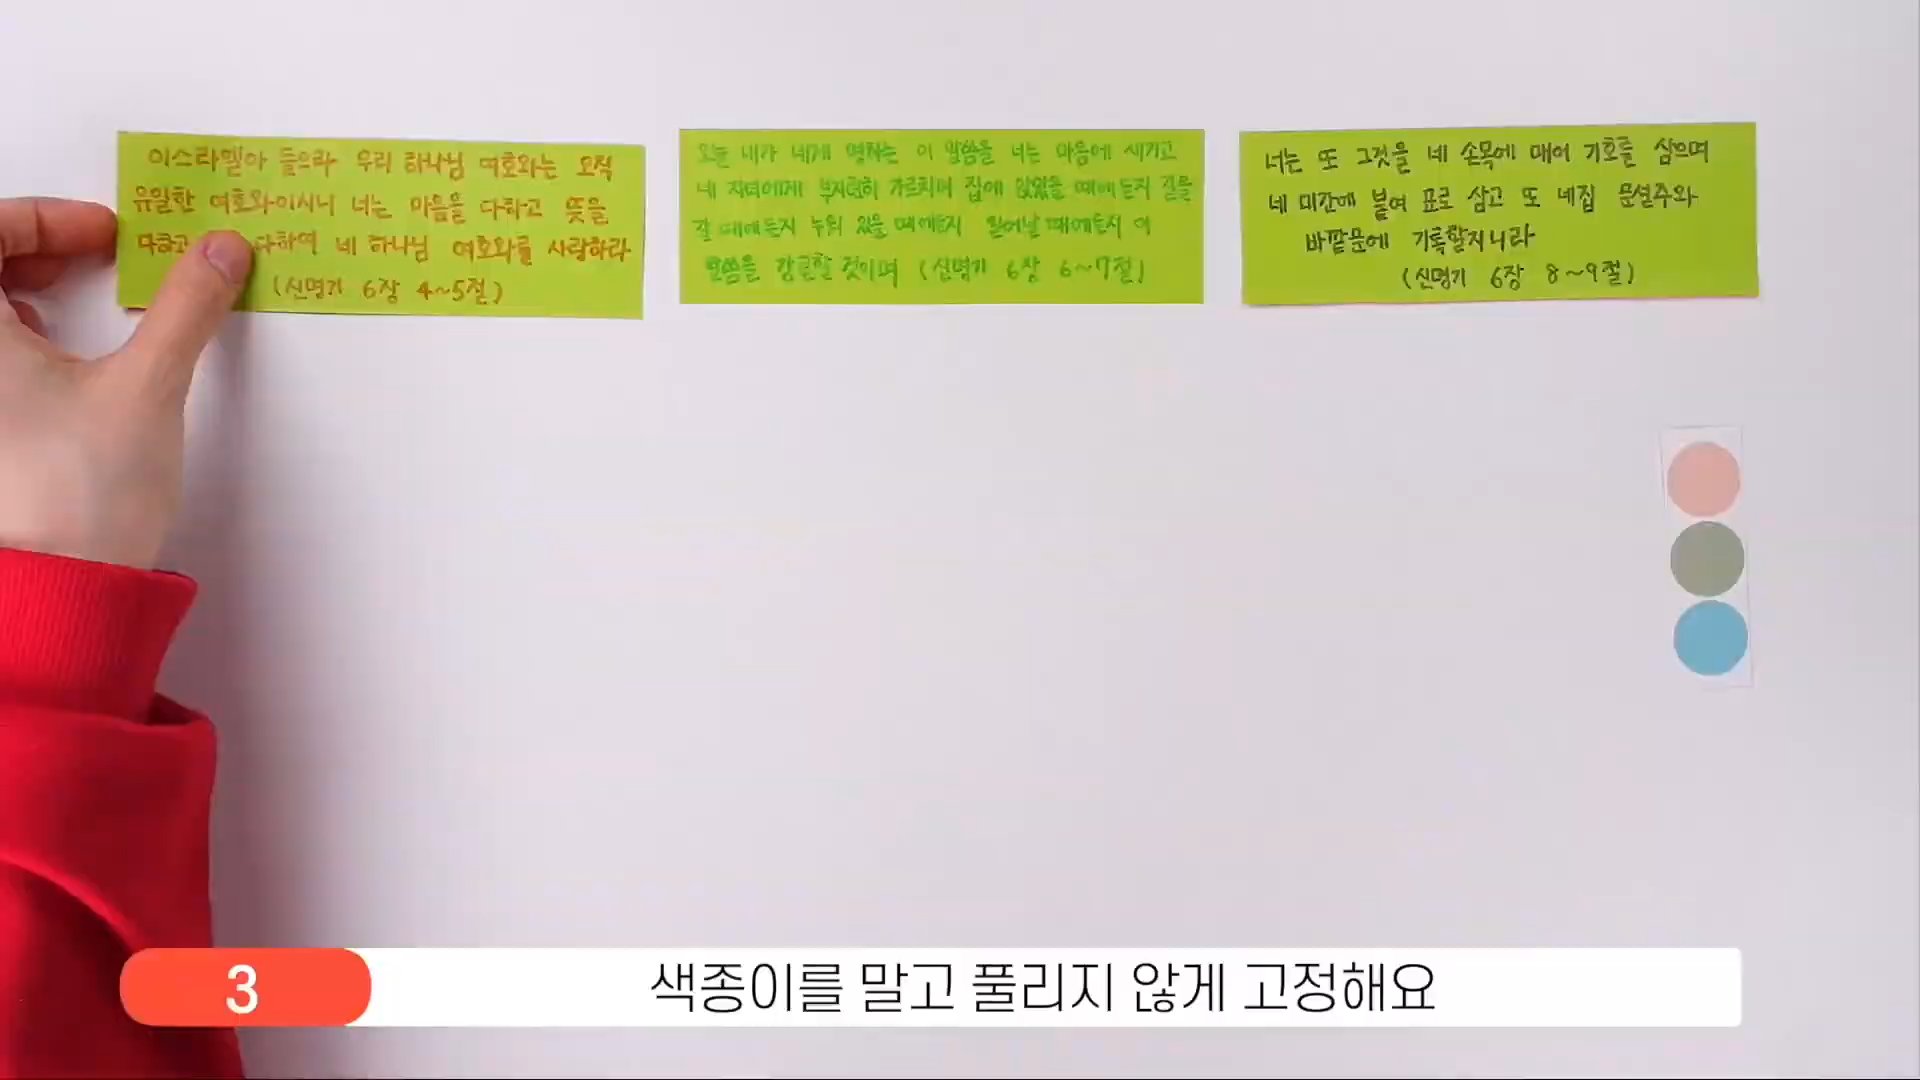 이스라엘아 들으라 우리 하나님 여호와는 오직
유일한 여호와이시니 너는 마음을 다하고 뜻을
다하고 다하여 네 하나님 여호와를 사랑하라
(신명기 6장 4~5절)
오늘 내가 네게 명하는 이 말씀을 너는 마음에 새기고
네 자녀에게 부지런히 가르치며 집에 앉았을 때에든지 길을
갈 때에든지 누워 있을 때에든지 일어날 때에든지 이
말씀을 강론할 것이며 (신명기 6장 6~7절)
너는 또 그것을 네 손목에 매어 기호를 삼으며
네 미간에 붙여 표로 삼고 또 네집 문설주와
바깥문에 기록할지니라
(신명기 6장 8~9절)
3 색종이를 말고 풀리지 않게 고정해요